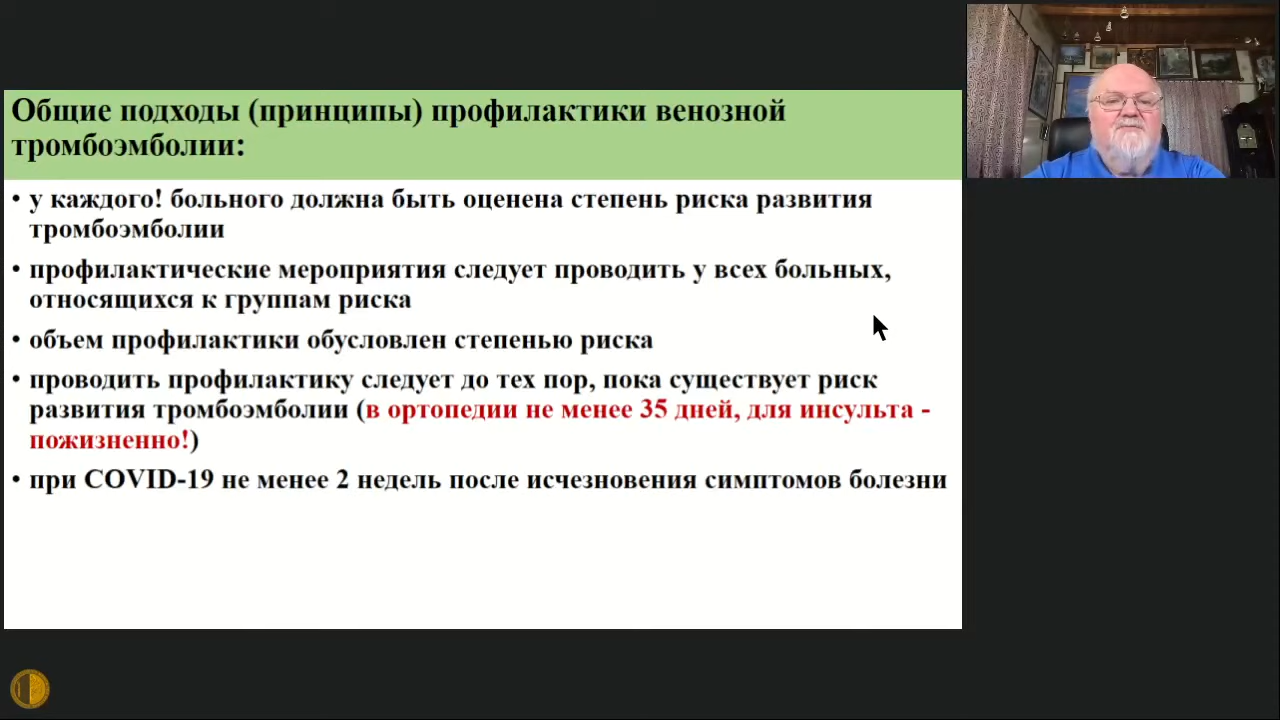 Общие подходы (принципы) профилактики венозной
тромбоэмболии:
• у каждого! больного должна быть оценена степень риска развития
тромбоэмболии
• профилактические мероприятия следует проводить у всех больных,
относящихся к группам риска
• объем профилактики обусловлен степенью риска
• проводить профилактику следует до тех пор, пока существует риск
развития тромбоэмболии (в ортопедии не менее 35 дней, для инсульта -
пожизненно!)
• при COVID-19 не менее 2 недель после исчезновения симптомов болезни